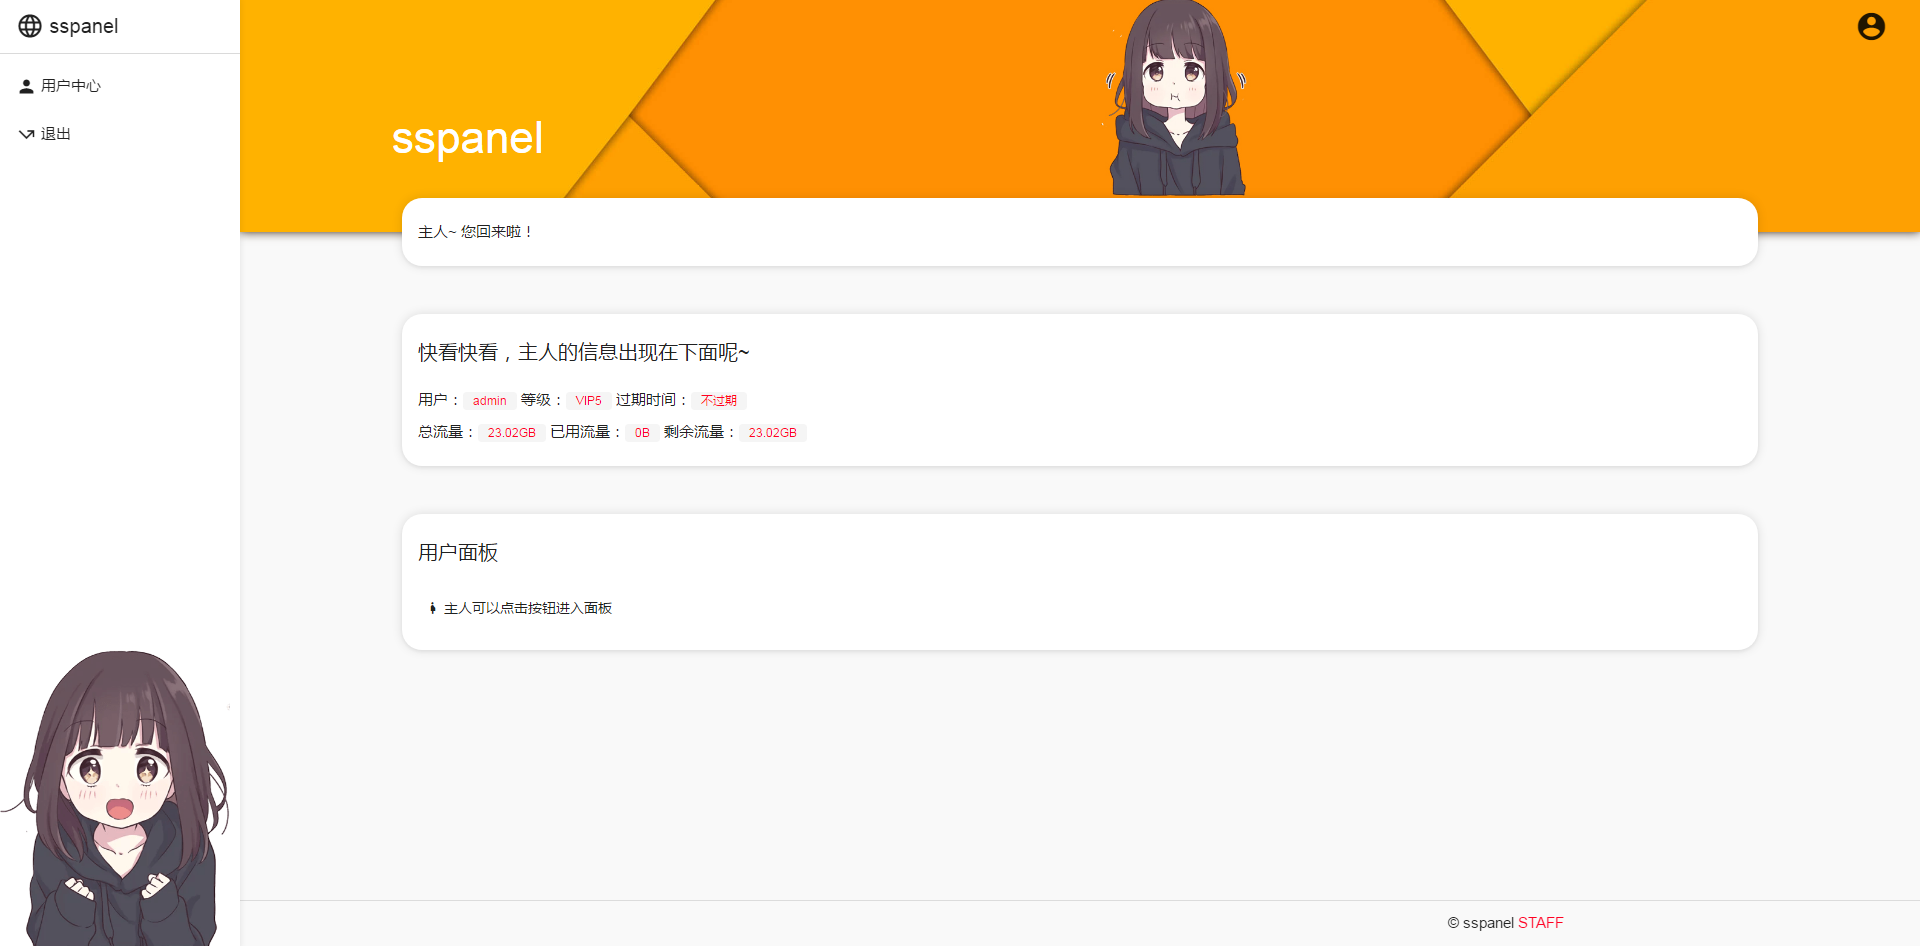 sspanel
用户中心
退出
sspanel
主人~ 您回来啦！
快看快看，主人的信息出现在下面呢~
用户： admin 等级： VIP5 过期时间： 不过期
总流量： 23.02GB 已用流量： 0B 剩余流量： 23.02GB
用户面板
主人可以点击按钮进入面板
© sspanel STAFF